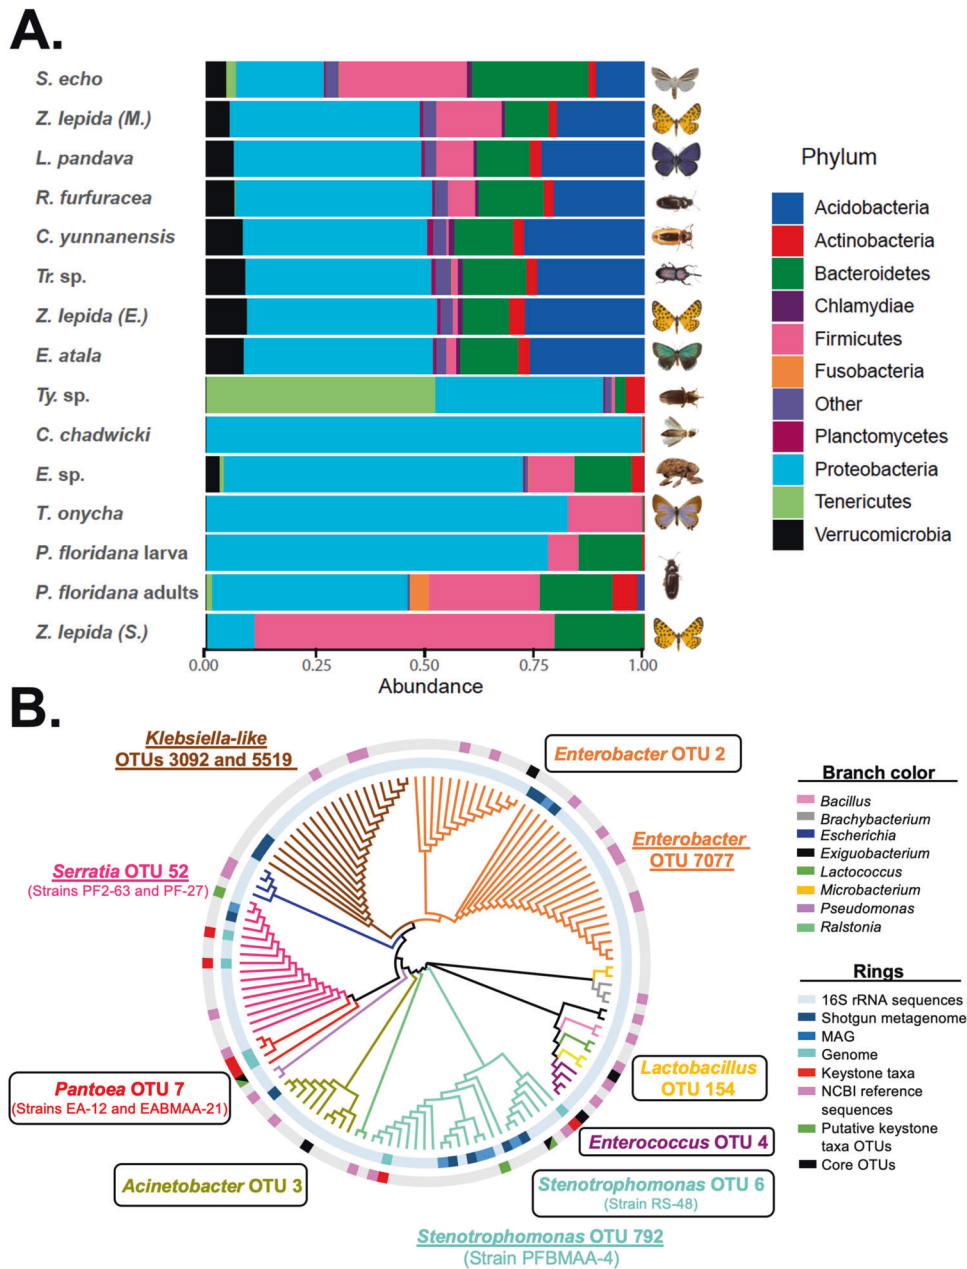 A.
S. echo
Z. lepida (M.)
L. pandava
R. furfuracea
C. yunnanensis
Tr. sp.
Z. lepida (E.)
E. atala
Ty. sp.
C. chadwicki
E. sp.
T. onycha
P. floridana larva
P. floridana adults
Z. lepida (S.)
0.00 0.25 0.50 0.75 1.00
Abundance
Phylum
Acidobacteria
Actinobacteria
Bacteroidetes
Chlamydiae
Firmicutes
Fusobacteria
Other
Planctomycetes
Proteobacteria
Tenericutes
Verrucomicrobia
B.
Klebsiella-like
OTUs 3092 and 5519
Enterobacter OTU 2
Enterobacter
OTU 7077
Serratia OTU 52
(Strains PF2-63 and PF-27)
Pantoea OTU 7
(Strains EA-12 and EABMAA-21)
Acinetobacter OTU 3
Lactobacillus
OTU 154
Enterococcus OTU 4
Stenotrophomonas OTU 6
(Strain RS-48)
Stenotrophomonas OTU 792
(Strain PFBMAA-4)
Branch color
Bacillus
Brachybacterium
Escherichia
Exiguobacterium
Lactococcus
Microbacterium
Pseudomonas
Ralstonia
Rings
16S rRNA sequences
Shotgun metagenome
MAG
Genome
Keystone taxa
NCBI reference
sequences
Putative keystone
taxa OTUs
Core OTUs